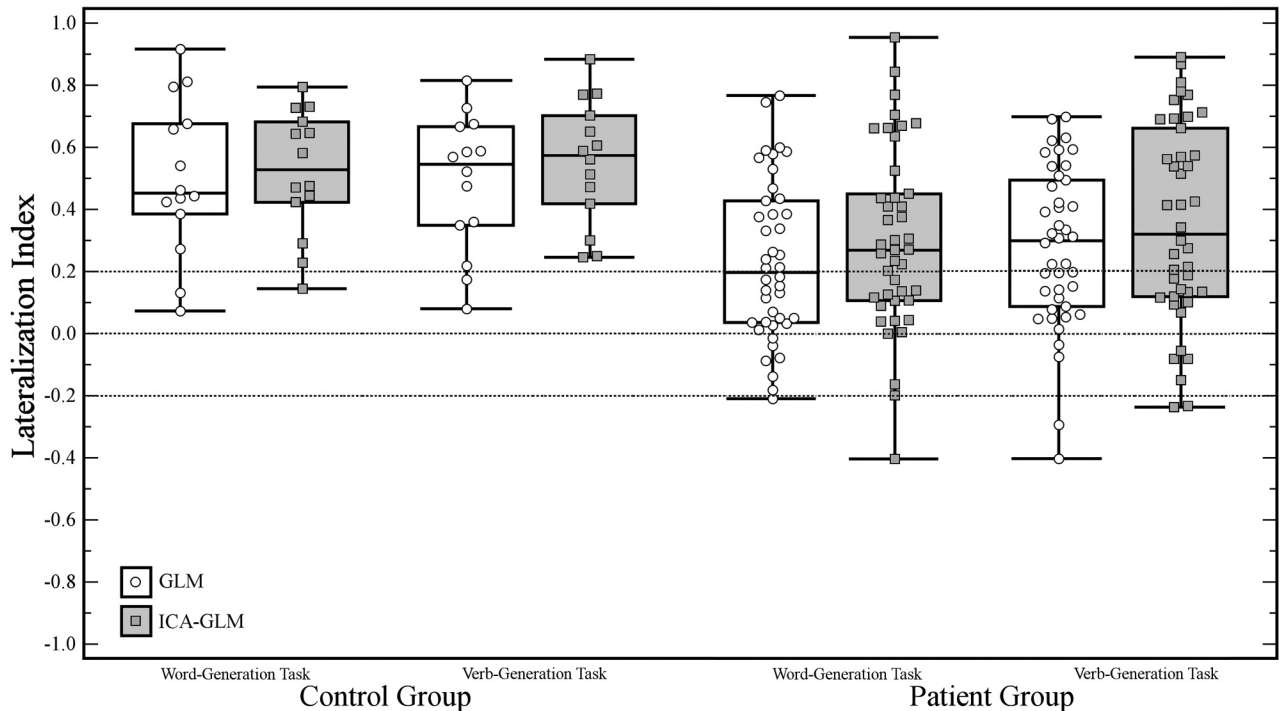 Lateralization Index
1.0
0.8
0.6
0.4
0.2
0.0
-0.2
-0.4
-0.6
-0.8
-1.0
GLM
ICA-GLM
Word-Generation Task
Verb-Generation Task
Word-Generation Task
Verb-Generation Task
Control Group
Patient Group